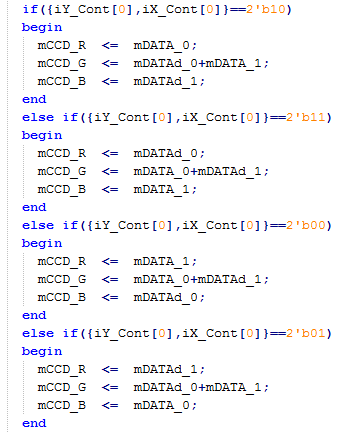 if({iY_Cont[0],iX_Cont[0]}==2'b10)
begin
mCCD_R <= mDATA_0;
mCCD_G <= mDATAd_0+mDATA_1;
mCCD_B <= mDATAd_1;
end
else if({iY_Cont[0],iX_Cont[0]}==2'b11)
begin
mCCD_R <= mDATAd_0;
mCCD_G <= mDATA_0+mDATAd_1;
mCCD_B <= mDATA_1;
end
else if({iY_Cont[0],iX_Cont[0]}==2'b00)
begin
mCCD_R <= mDATA_1;
mCCD_G <= mDATA_0+mDATAd_1;
mCCD_B <= mDATAd_0;
end
else if({iY_Cont[0],iX_Cont[0]}==2'b01)
begin
mCCD_R <= mDATAd_1;
mCCD_G <= mDATAd_0+mDATA_1;
mCCD_B <= mDATA_0;
end